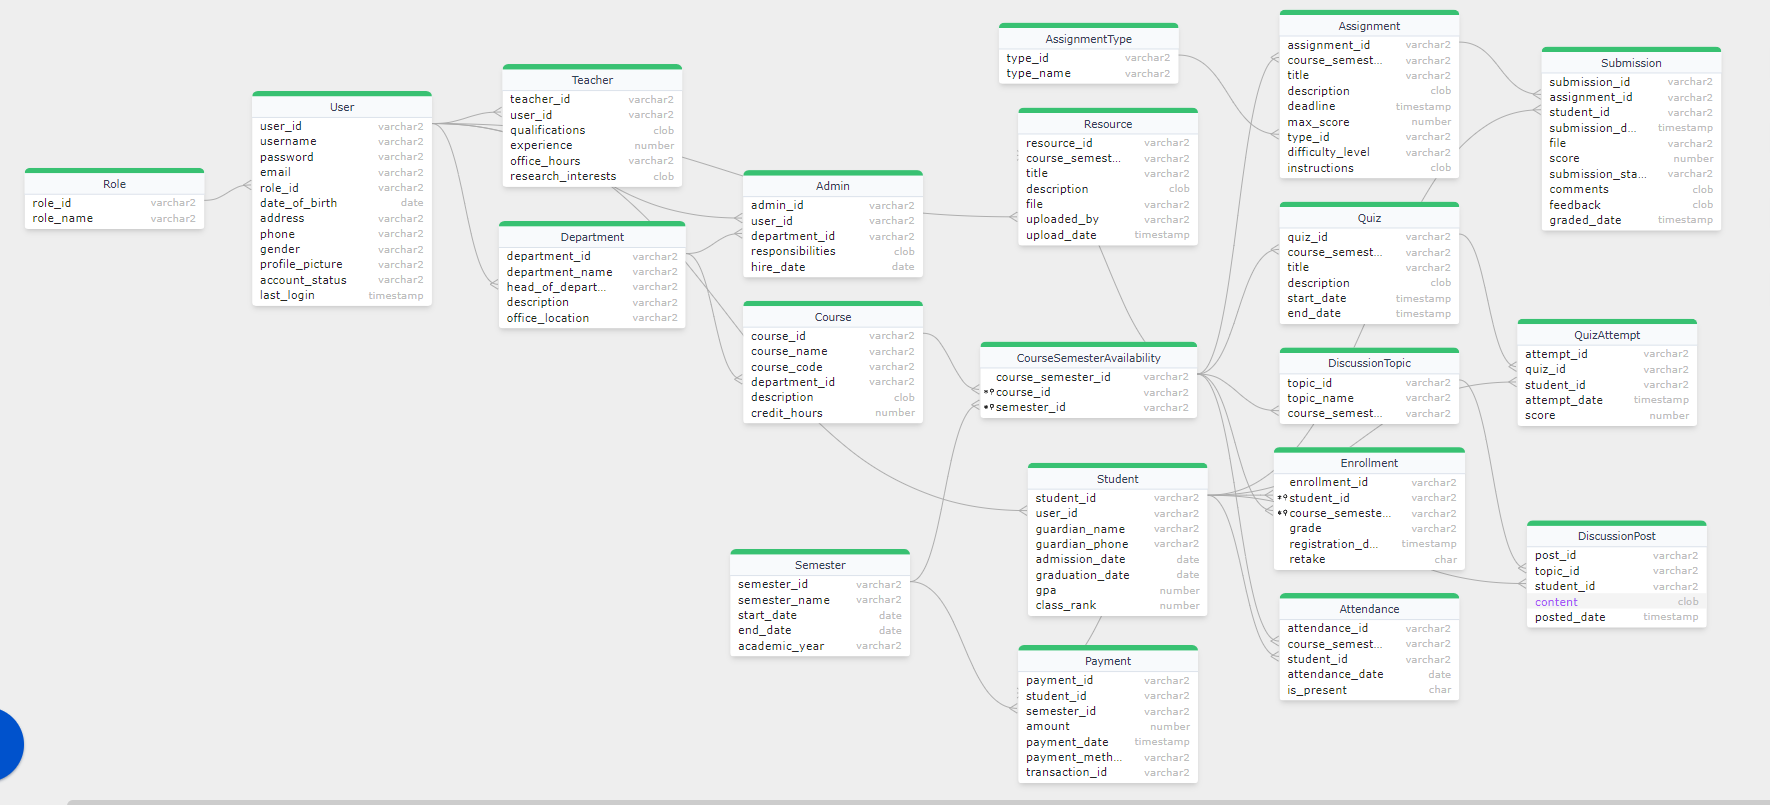 Role
role_id varchar2
role_name varchar2
User
user_id varchar2
username varchar2
password varchar2
email varchar2
role_id varchar2
date_of_birth date
address varchar2
phone varchar2
gender varchar2
profile_picture varchar2
account_status varchar2
last_login timestamp
Teacher
teacher_id varchar2
user_id varchar2
qualifications clob
experience number
office_hours varchar2
research_interests clob
Department
department_id varchar2
department_name varchar2
head_of_depart... varchar2
description varchar2
office_location varchar2
Admin
admin_id varchar2
user_id varchar2
department_id varchar2
responsibilities clob
hire_date date
Course
course_id varchar2
course_name varchar2
course_code varchar2
department_id varchar2
description clob
credit_hours number
Semester
semester_id varchar2
semester_name varchar2
start_date date
end_date date
academic_year varchar2
AssignmentType
type_id varchar2
type_name varchar2
Resource
resource_id varchar2
course_semest... varchar2
title varchar2
description clob
file varchar2
uploaded_by varchar2
upload_date timestamp
CourseSemesterAvailability
course_semester_id varchar2
course_id varchar2
semester_id varchar2
Student
student_id varchar2
user_id varchar2
guardian_name varchar2
guardian_phone varchar2
admission_date date
graduation_date date
gpa number
class_rank number
Payment
payment_id varchar2
student_id varchar2
semester_id varchar2
amount number
payment_date timestamp
payment_meth... varchar2
transaction_id varchar2
Assignment
assignment_id varchar2
course_semest... varchar2
title varchar2
description clob
deadline timestamp
max_score number
type_id varchar2
difficulty_level varchar2
instructions clob
Quiz
quiz_id varchar2
course_semest... varchar2
title varchar2
description clob
start_date timestamp
end_date timestamp
DiscussionTopic
topic_id varchar2
topic_name varchar2
course_semest... varchar2
Enrollment
enrollment_id varchar2
student_id varchar2
course_semeste... varchar2
grade varchar2
registration_d... timestamp
retake char
Attendance
attendance_id varchar2
course_semest... varchar2
student_id varchar2
attendance_date date
is_present char
Submission
submission_id varchar2
assignment_id varchar2
student_id varchar2
submission_d... timestamp
file varchar2
score number
submission_sta... varchar2
comments clob
feedback clob
graded_date timestamp
QuizAttempt
attempt_id varchar2
quiz_id varchar2
student_id varchar2
attempt_date timestamp
score number
DiscussionPost
post_id varchar2
topic_id varchar2
student_id varchar2
content clob
posted_date timestamp